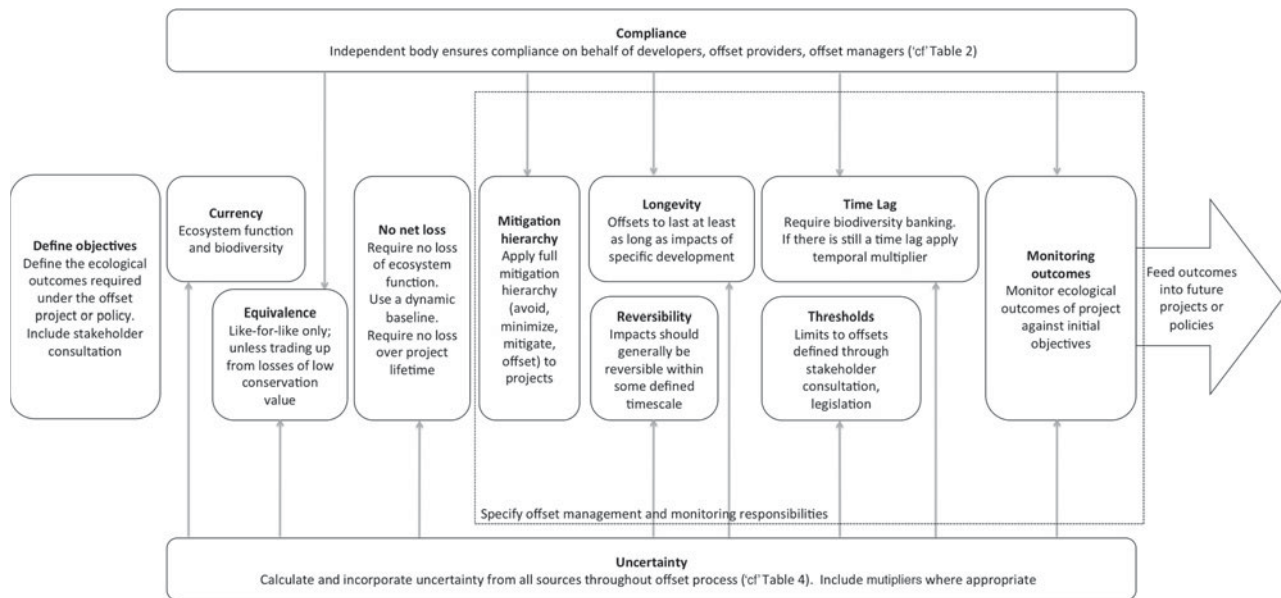 Compliance
Independent body ensures compliance on behalf of developers, offset providers, offset managers (‘cf’ Table 2)
Define objectives
Define the ecological
outcomes required
under the offset
project or policy.
Include stakeholder
consultation
Currency
Ecosystem function
and biodiversity
Equivalence
Like-for-like only;
unless trading up
from losses of low
conservation
value
No net loss
Require no loss
of ecosystem
function.
Use a dynamic
baseline.
Require no loss
over project
lifetime
Mitigation
hierarchy
Apply full
mitigation
hierarchy
(avoid,
minimize,
mitigate,
offset) to
projects
Longevity
Offsets to last at least
as long as impacts of
specific development
Reversibility
Impacts should
generally be
reversible within
some defined
timescale
Time Lag
Require biodiversity banking.
If there is still a time lag apply
temporal multiplier
Thresholds
Limits to offsets
defined through
stakeholder
consultation,
legislation
Monitoring
outcomes
Monitor ecological
outcomes of project
against initial
objectives
Feed outcomes
into future
projects or
policies
Specify offset management and monitoring responsibilities
Uncertainty
Calculate and incorporate uncertainty from all sources throughout offset process (‘cf’ Table 4). Include mutipliers where appropriate